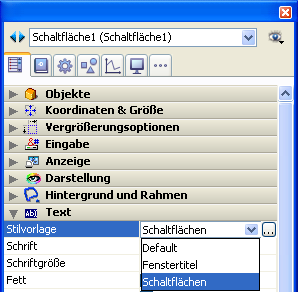 Schaltfläche1 (Schaltfläche1)
Objekte
Koordinaten & Größe
Vergrößerungsoptionen
Eingabe
Anzeige
Darstellung
Hintergrund und Rahmen
Text
Stilvorlage Schaltflächen ...
Schrift Default
Schriftgröße Fenstertitel
Fett Schaltflächen